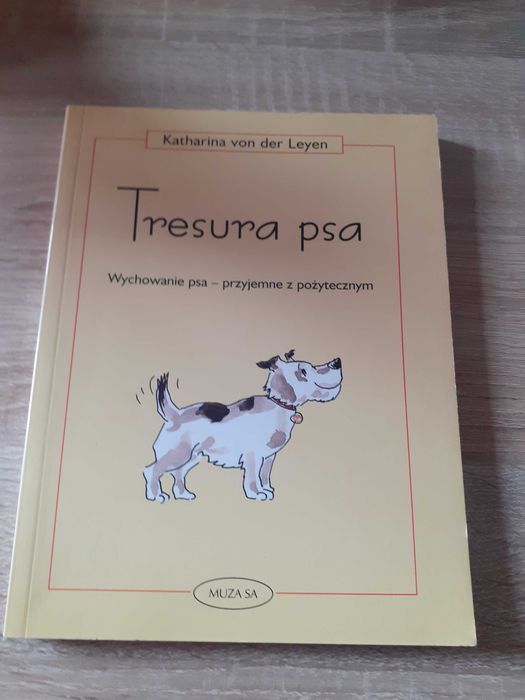 Katharina von der Leyen
Tresura psa
Wychowanie psa – przyjemne z pożytecznym
MUZA SA